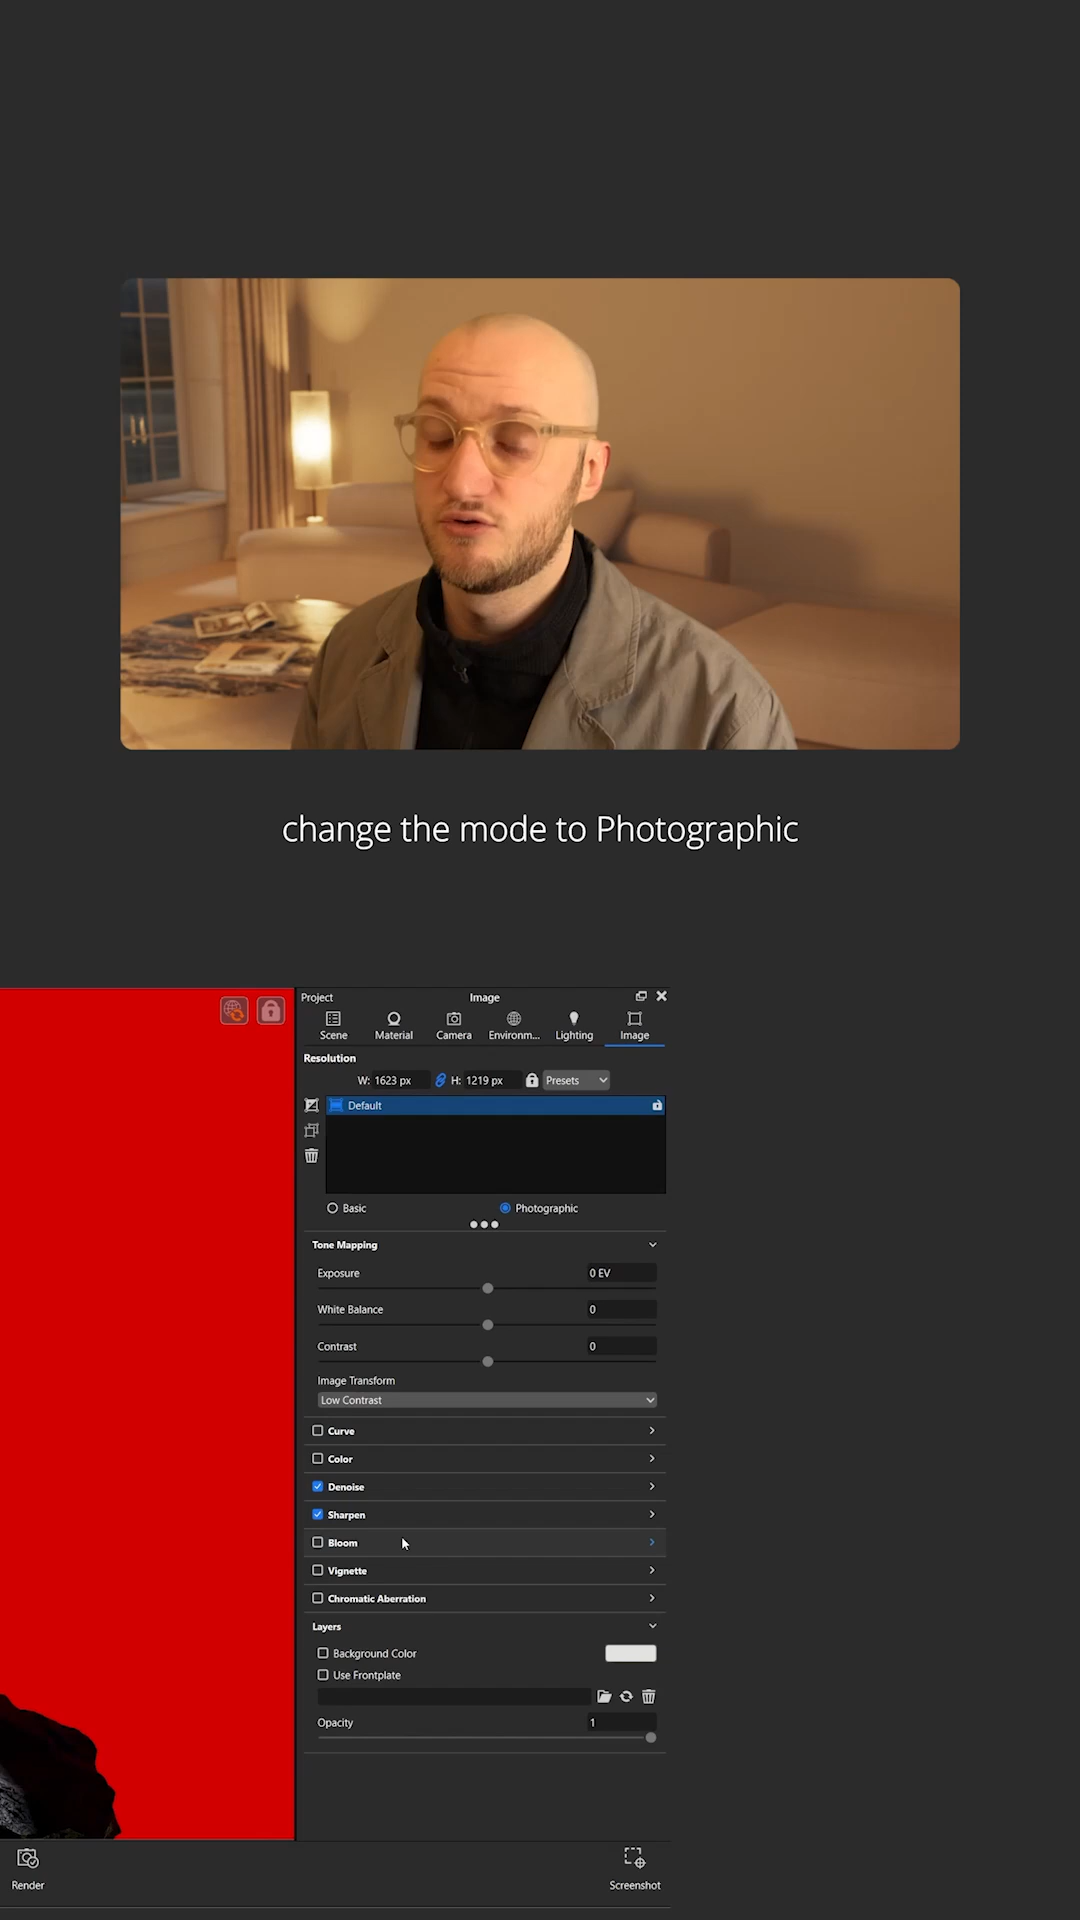 change the mode to Photographic
Project
Image
Scene
Material
Camera
Environm...
Lighting
Image
Resolution
W: 1623 px
H: 1219 px
Presets
Default
Basic
Photographic
Tone Mapping
Exposure
0 EV
White Balance
0
Contrast
0
Image Transform
Low Contrast
Curve
Color
Denoise
Sharpen
Bloom
Vignette
Chromatic Aberration
Layers
Background Color
Use Frontplate
Opacity
1
Render
Screenshot